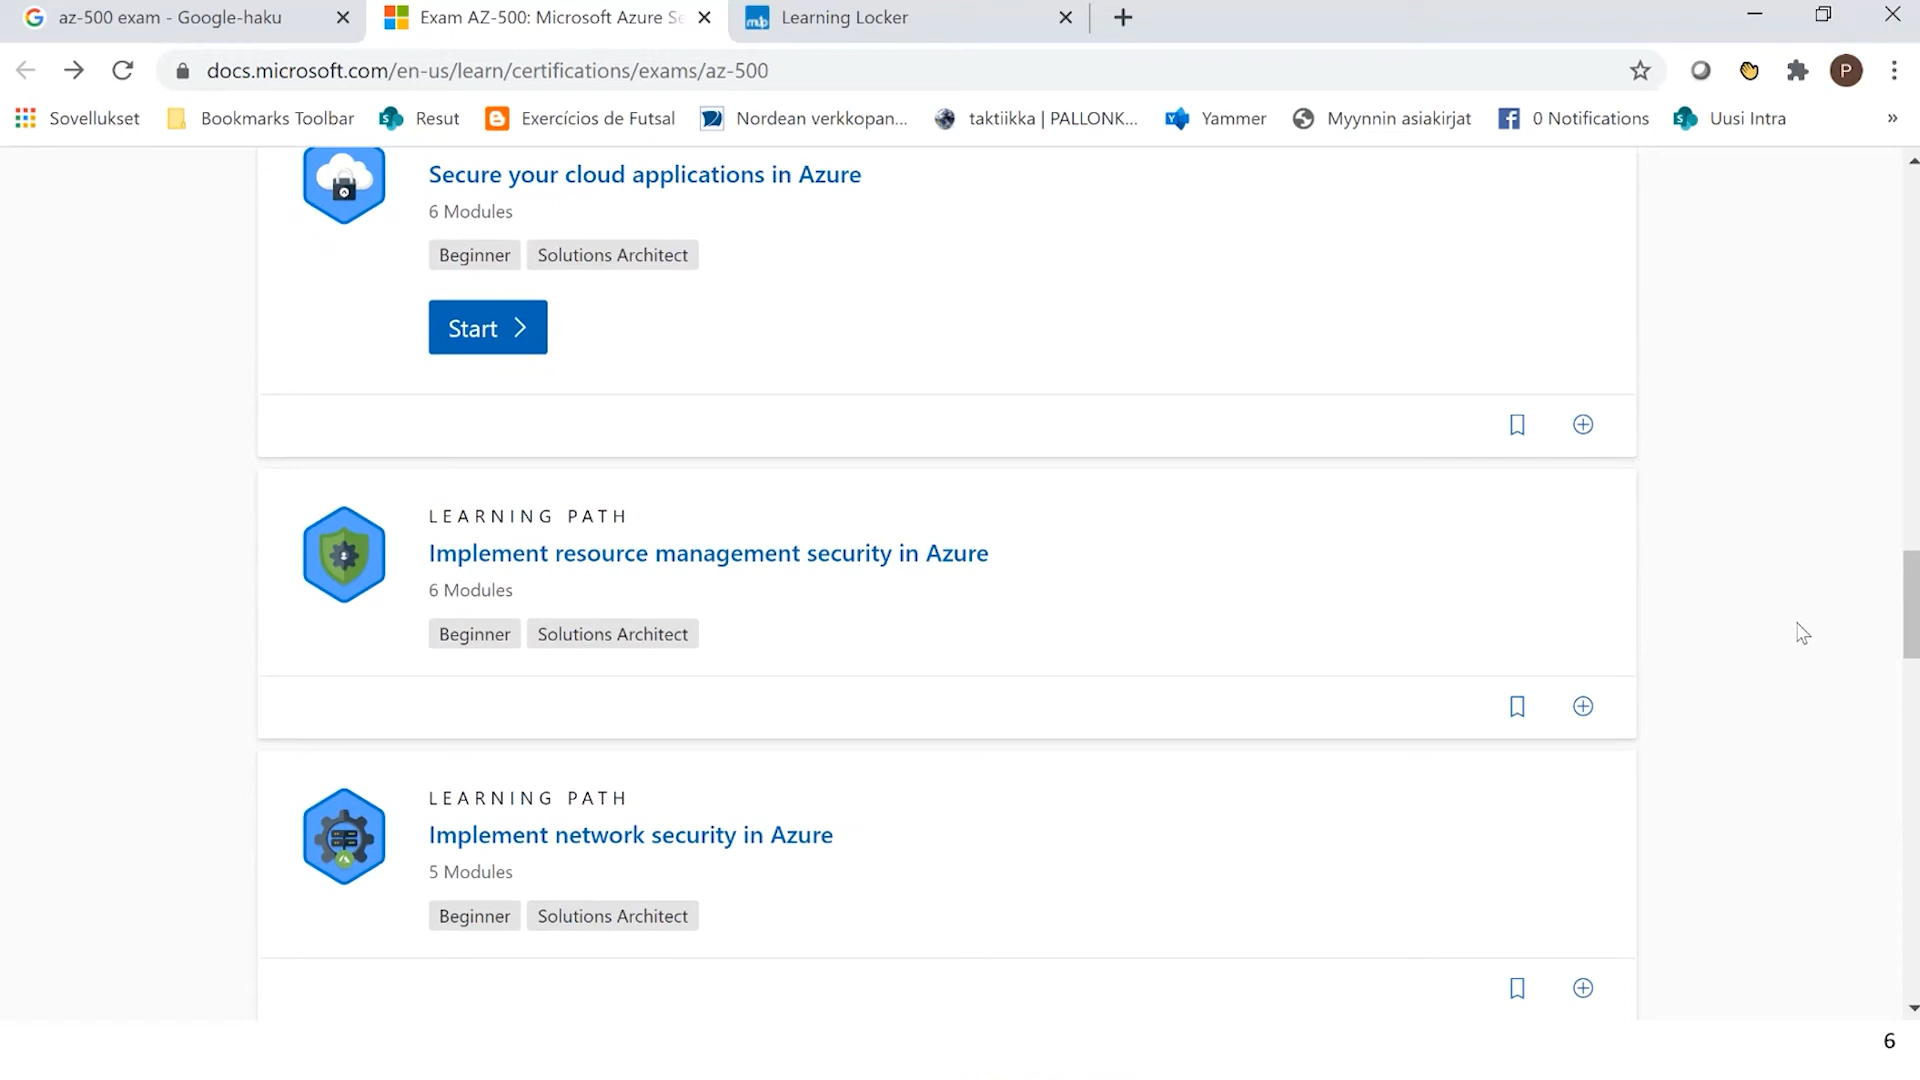 az-500 exam - Google-haku
Exam AZ-500: Microsoft Azure Se
Learning Locker
docs.microsoft.com/en-us/learn/certifications/exams/az-500
P
Sovellukset
Bookmarks Toolbar
Resut
Exercícios de Futsal
Nordean verkkopan...
taktiikka | PALLONK...
Yammer
Myynnin asiakirjat
0 Notifications
Uusi Intra
»
Secure your cloud applications in Azure
6 Modules
Beginner
Solutions Architect
Start
LEARNING PATH
Implement resource management security in Azure
6 Modules
Beginner
Solutions Architect
LEARNING PATH
Implement network security in Azure
5 Modules
Beginner
Solutions Architect
6